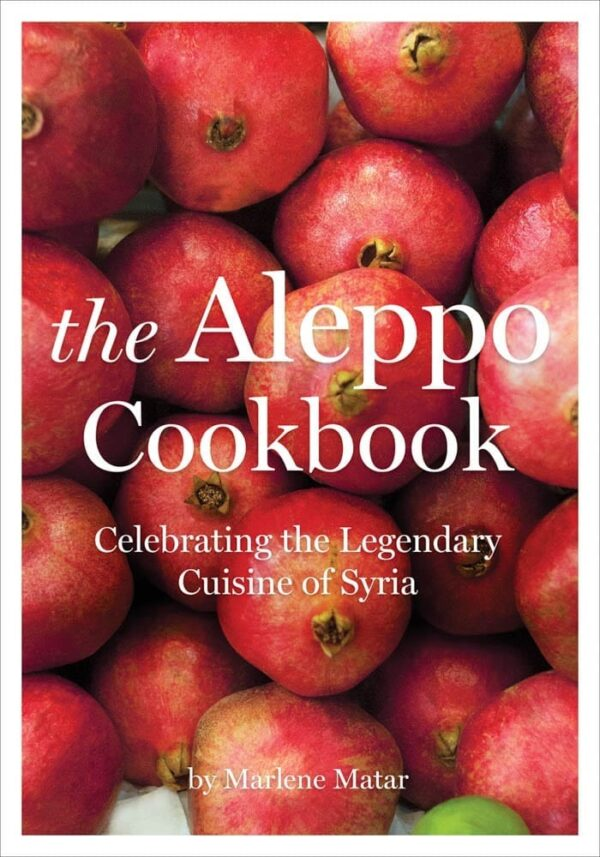 the Aleppo
Cookbook
Celebrating the Legendary
Cuisine of Syria
by Marlene Matar